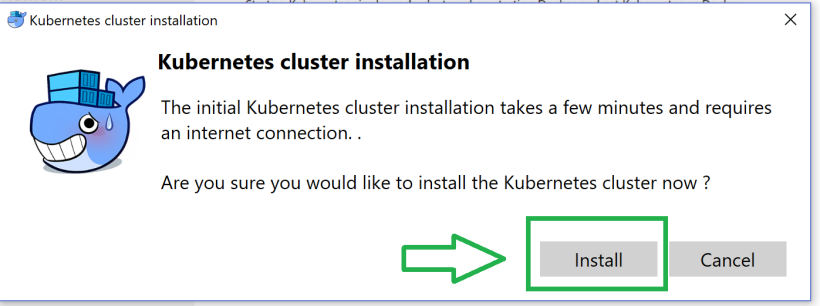 Kubernetes cluster installation
Kubernetes cluster installation
The initial Kubernetes cluster installation takes a few minutes and requires
an internet connection. .
Are you sure you would like to install the Kubernetes cluster now ?
Install
Cancel